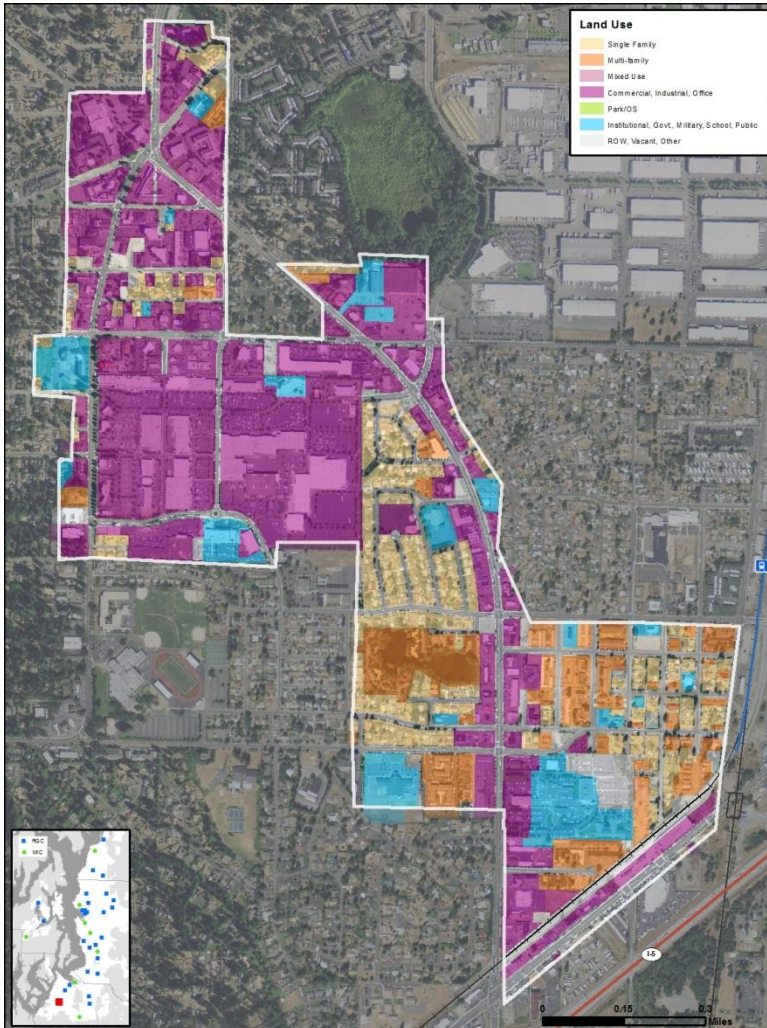 Land Use
Single Family
Multi-family
Mixed Use
Commercial, Industrial, Office
Park/OS
Institutional, Govt., Military, School, Public
ROW, Vacant, Other
RGC
MIC
I-5
0 0.15 0.3
Miles